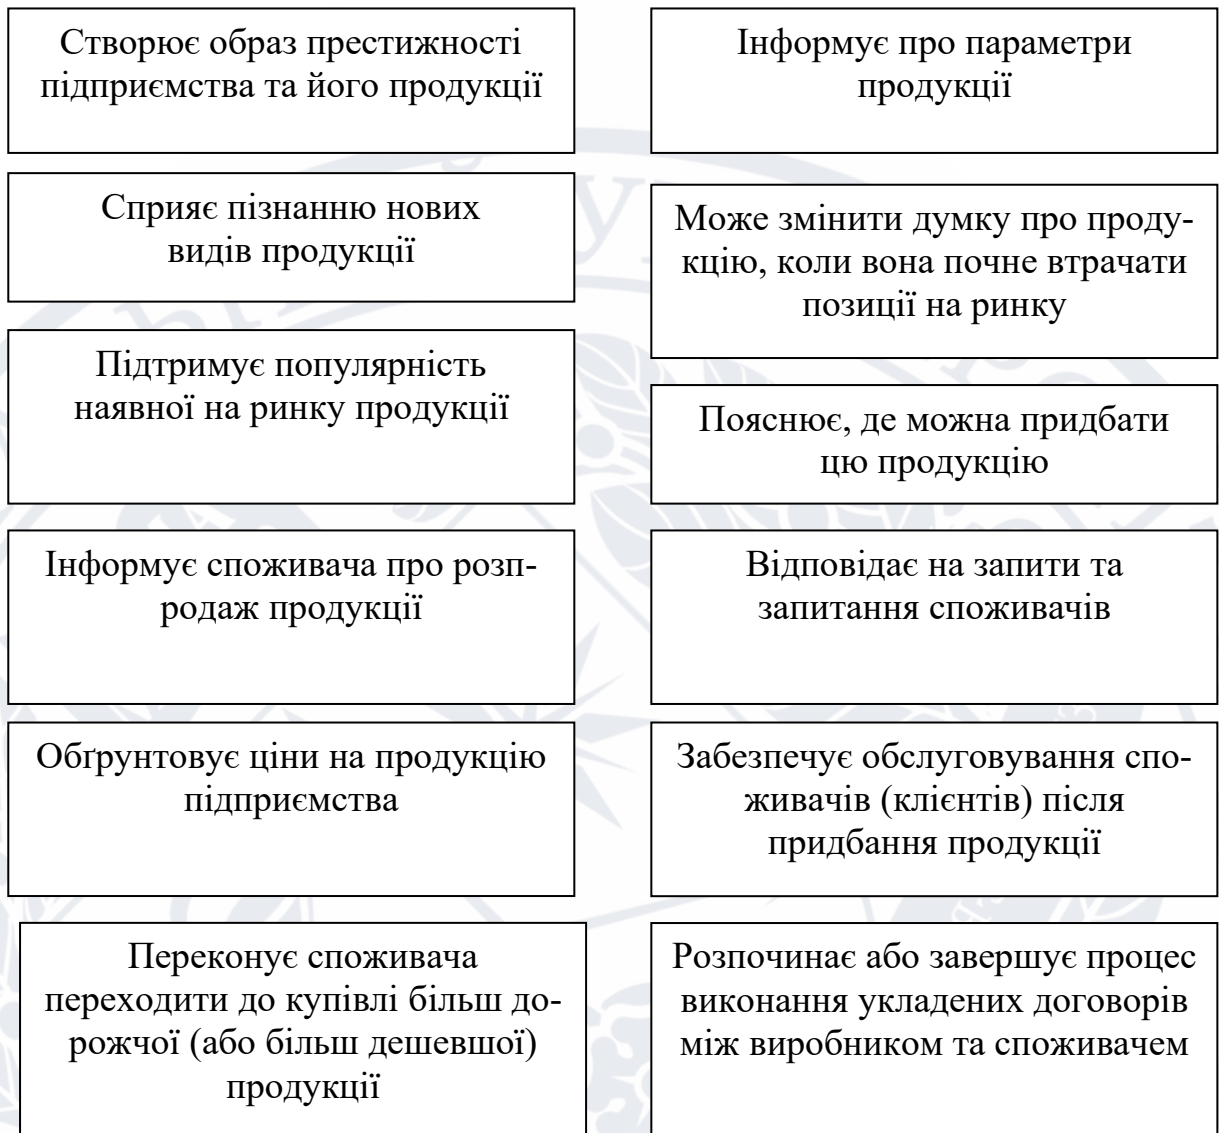 Створює образ престижності
підприємства та його продукції
Інформує про параметри
продукції
Сприяє пізнанню нових
видів продукції
Може змінити думку про проду-
кцію, коли вона почне втрачати
позиції на ринку
Підтримує популярність
наявної на ринку продукції
Пояснює, де можна придбати
цю продукцію
Інформує споживача про розп-
родаж продукції
Відповідає на запити та
запитання споживачів
Обґрунтовує ціни на продукцію
підприємства
Забезпечує обслуговування спо-
живачів (клієнтів) після
придбання продукції
Переконує споживача
переходити до купівлі більш до-
рожчої (або більш дешевшої)
продукції
Розпочинає або завершує процес
виконання укладених договорів
між виробником та споживачем